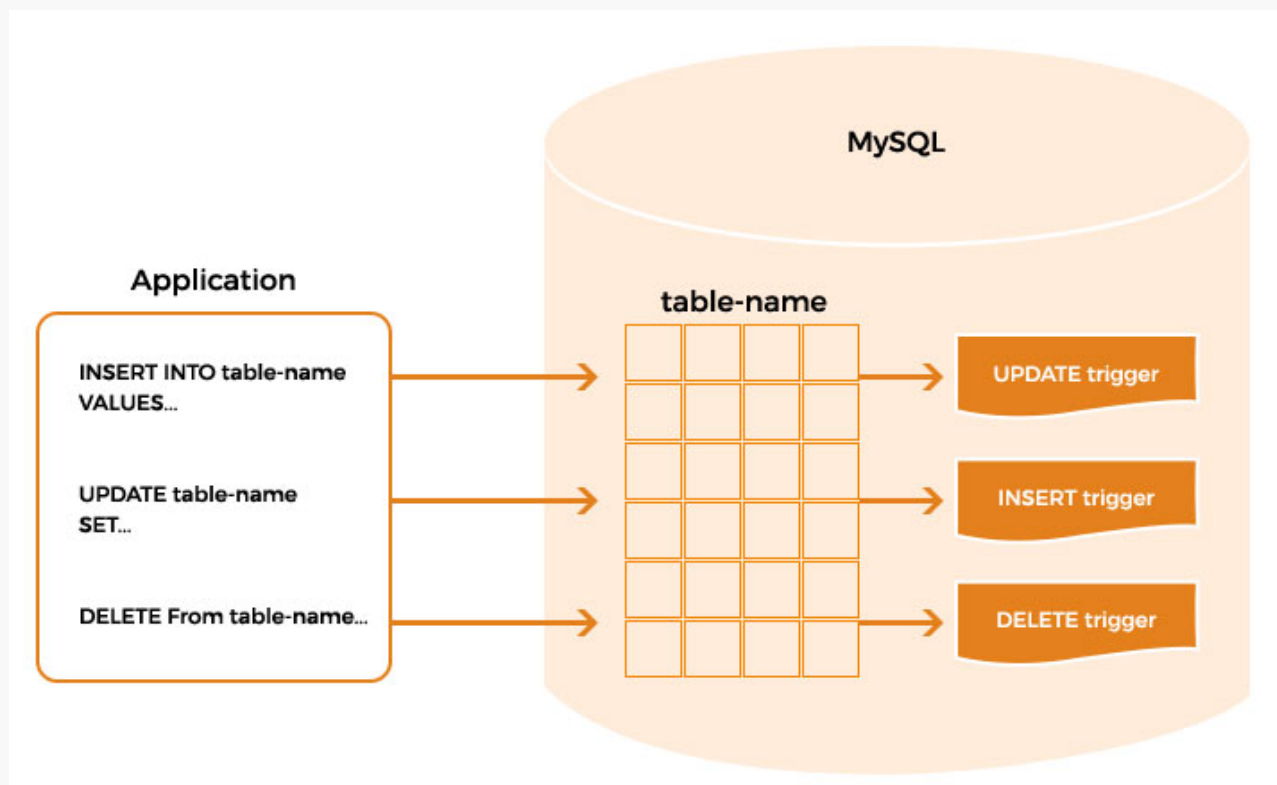 MySQL
Application
table-name
INSERT INTO table-name
VALUES...
UPDATE trigger
UPDATE table-name
SET...
INSERT trigger
DELETE From table-name...
DELETE trigger